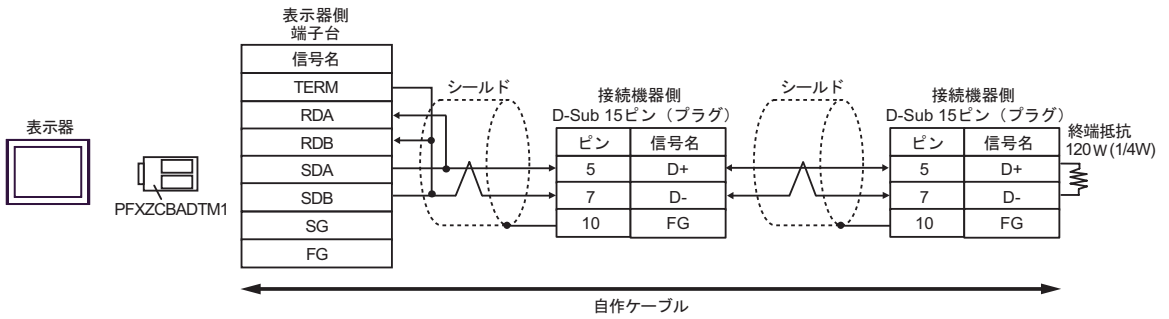 表示器
PFXZCBADTM1
表示器側
端子台
信号名
TERM
RDA
RDB
SDA
SDB
SG
FG
シールド
接続機器側
D-Sub 15ピン（プラグ）
ピン 信号名
5 D+
7 D-
10 FG
シールド
接続機器側
D-Sub 15ピン（プラグ）
ピン 信号名
5 D+
7 D-
10 FG
終端抵抗
120W(1/4W)
自作ケーブル